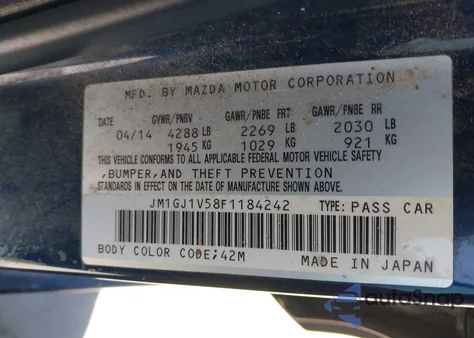 MFD. BY MAZDA MOTOR CORPORATION
DATE GVWR/PNBV GAWR/PNBE FRT GAWR/PNBE RR
04/14 4288 LB 2269 LB 2030 LB
1945 KG 1029 KG 921 KG
THIS VEHICLE CONFORMS TO ALL APPLICABLE FEDERAL MOTOR VEHICLE SAFETY
,BUMPER,AND THEFT PREVENTION
STANDARDS IN EFFECT ON THE DATE OF MANUFACTURE SHOWN ABOVE.
JM1GJ1V58F1184242 TYPE: PASS CAR
BODY COLOR CODE;42M MADE IN JAPAN
autoSnap